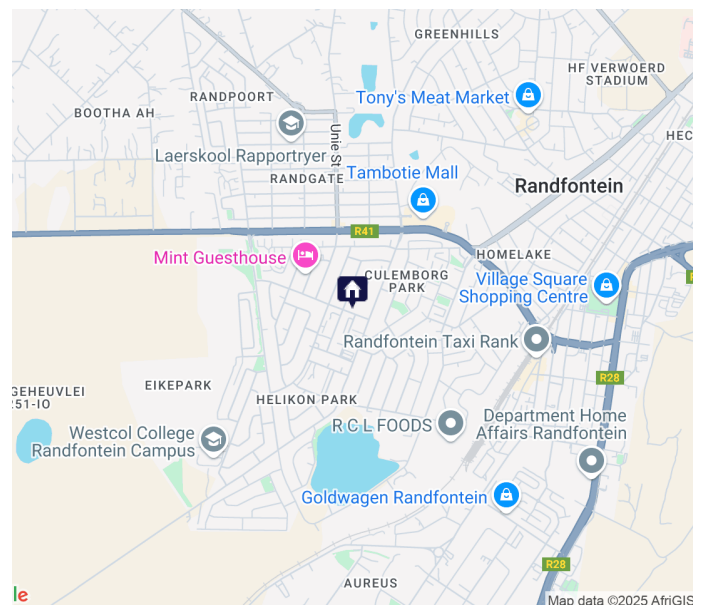 GREENHILLS
HF VERWOERD
STADIUM
Tony's Meat Market
RANDPOORT
BOOTHA AH
Unie St
HEC
Laerskool Rapportryer
RANDGATE
Tambotie Mall
Randfontein
R41
HOMELAKE
Mint Guesthouse
CULEMBORG
PARK
Village Square
Shopping Centre
Randfontein Taxi Rank
R28
GEHEUVLEI
251-IO
EIKEPARK
HELIKON PARK
R C L FOODS
Department Home
Affairs Randfontein
Westcol College
Randfontein Campus
Goldwagen Randfontein
R28
AUREUS
le
Map data ©2025 AfriGIS